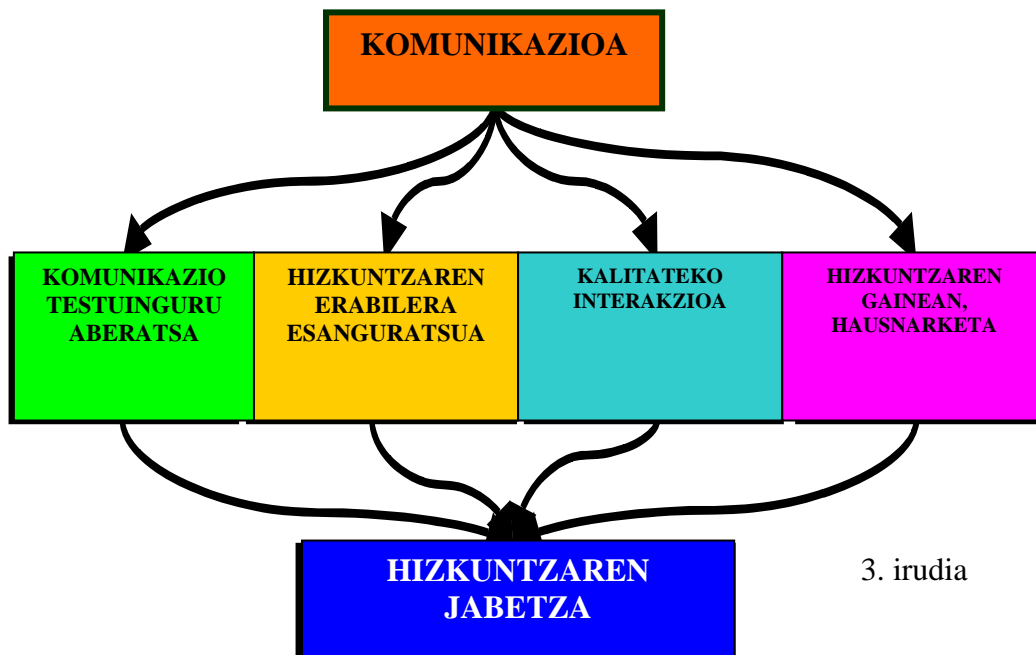 KOMUNIKAZIOA
KOMUNIKAZIO
TESTUINGURU
ABERATSA
HIZKUNTZAREN
ERABILERA
ESANGURATSUA
KALITATEKO
INTERAKZIOA
HIZKUNTZAREN
GAINEAN,
HAUSNARKETA
HIZKUNTZAREN
JABETZA
3. irudia